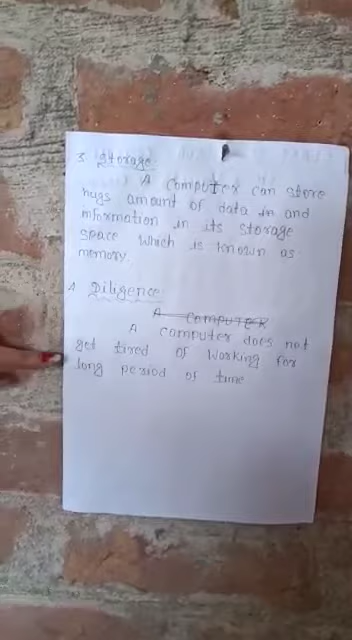 3 Storage:
A Computer can store
hugs amount of data in and
information in its storage
space which is known as
memory.
4 Diligence:
A COMPUTER
A computer does not
get tired of working for
long period of time